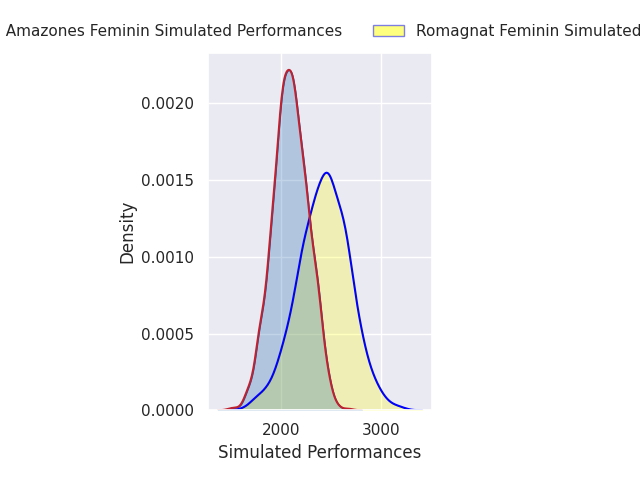 Amazones Feminin Simulated Performances
Romagnat Feminin Simulated
Density
0.0020
0.0015
0.0010
0.0005
0.0000
2000
3000
Simulated Performances